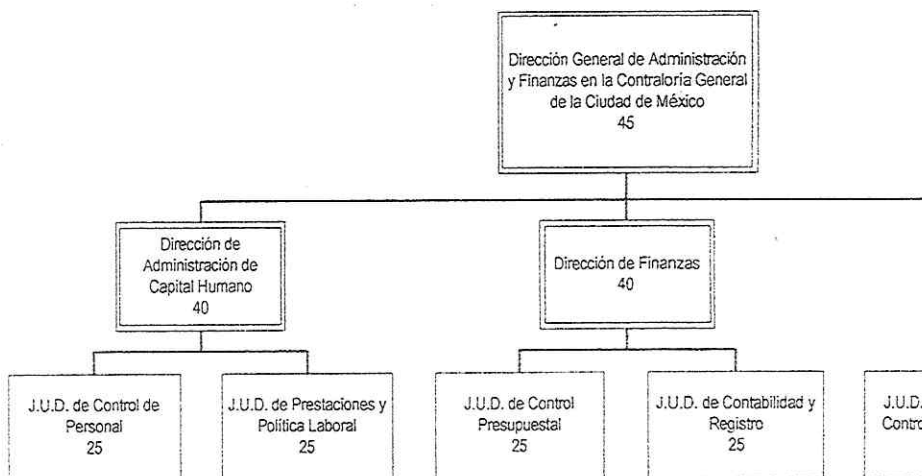 Dirección General de Administración
y Finanzas en la Contraloría General
de la Ciudad de México
45
Dirección de
Administración de
Capital Humano
40
Dirección de Finanzas
40
J.U.D. de Control de
Personal
25
J.U.D. de Prestaciones y
Política Laboral
25
J.U.D. de Control
Presupuestal
25
J.U.D. de Contabilidad y
Registro
25
J.U.D.